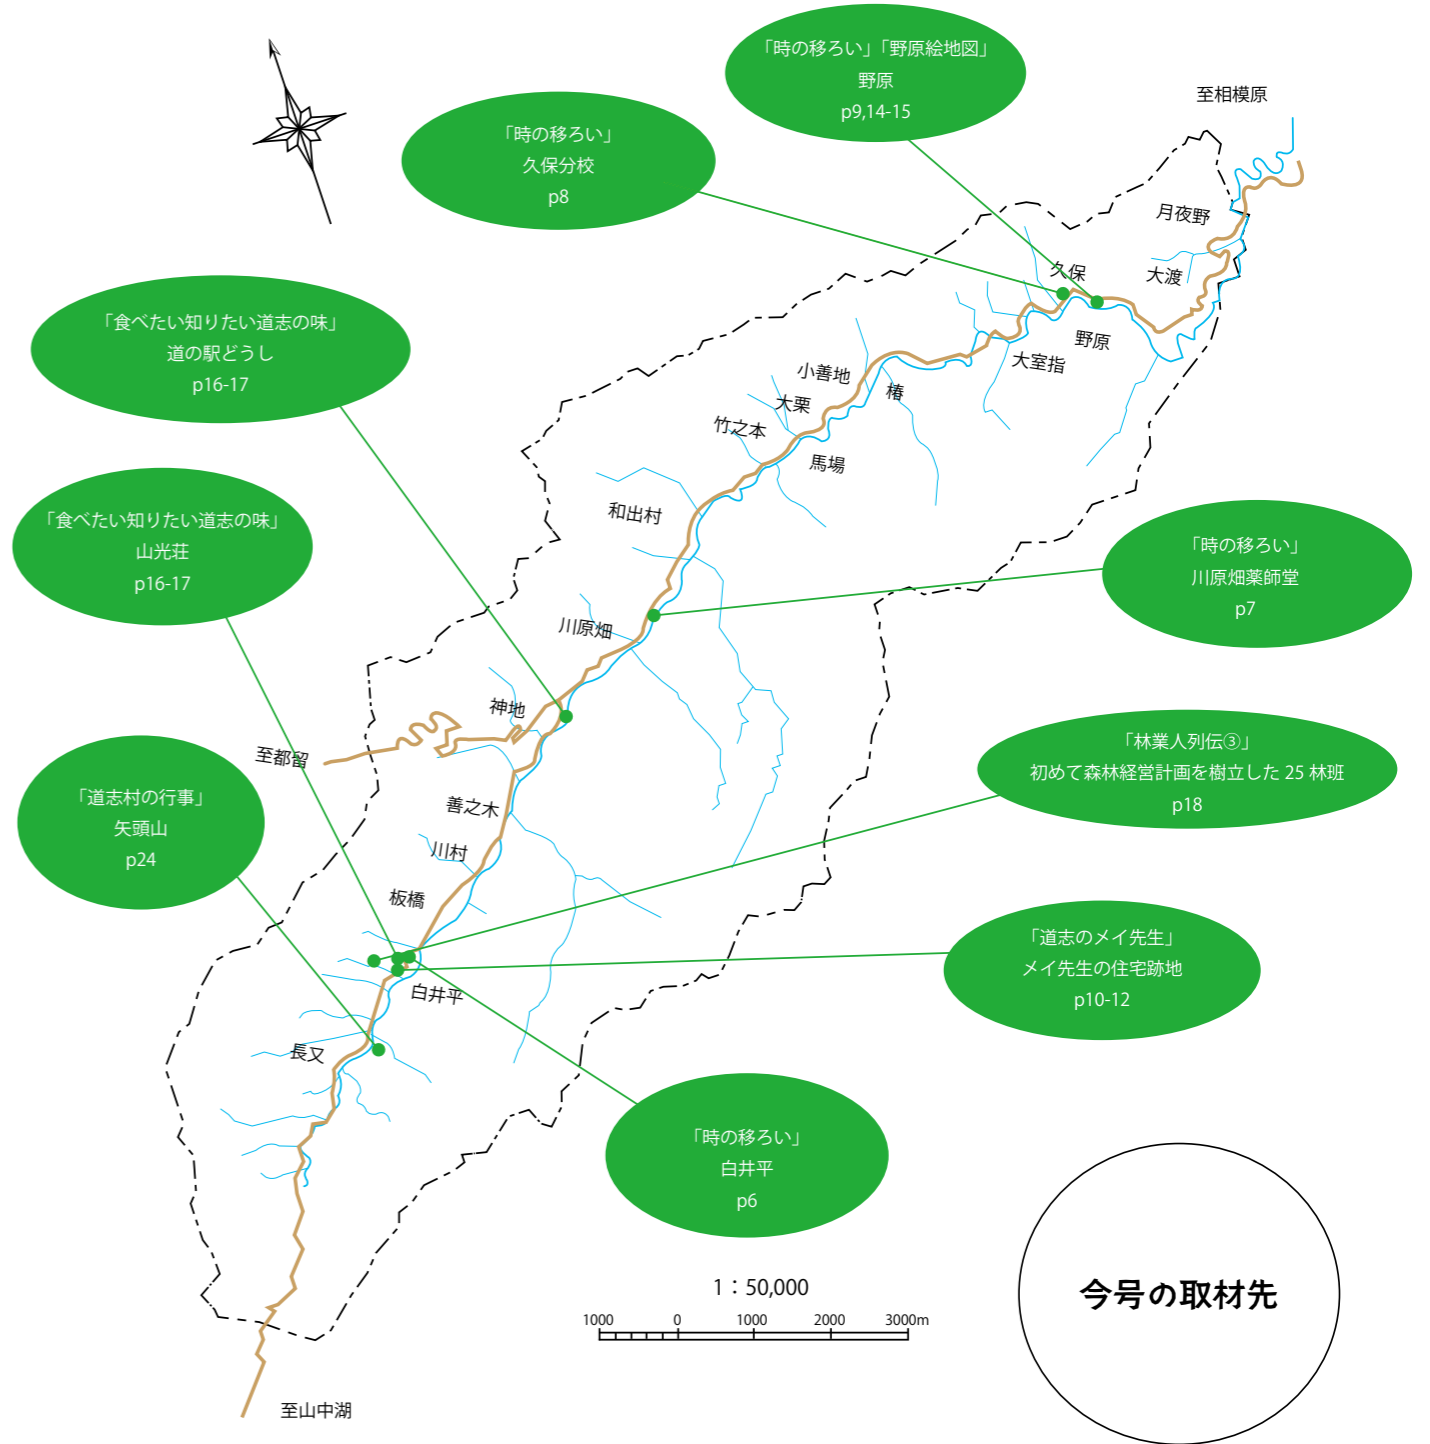 「時の移ろい」「野原絵地図」
野原
p9,14-15
至相模原
「時の移ろい」
久保分校
p8
月夜野
久保
大渡
「食べたい知りたい道志の味」
道の駅どうし
p16-17
野原
大室指
小善地
椿
大栗
竹之本
馬場
「食べたい知りたい道志の味」
山光荘
p16-17
和出村
「時の移ろい」
川原畑薬師堂
p7
川原畑
神地
至都留
「林業人列伝③」
初めて森林経営計画を樹立した 25 林班
p18
「道志村の行事」
矢頭山
p24
善之木
川村
板橋
「道志のメイ先生」
メイ先生の住宅跡地
p10-12
白井平
長又
「時の移ろい」
白井平
p6
1：50,000
1000 0 1000 2000 3000m
今号の取材先
至山中湖